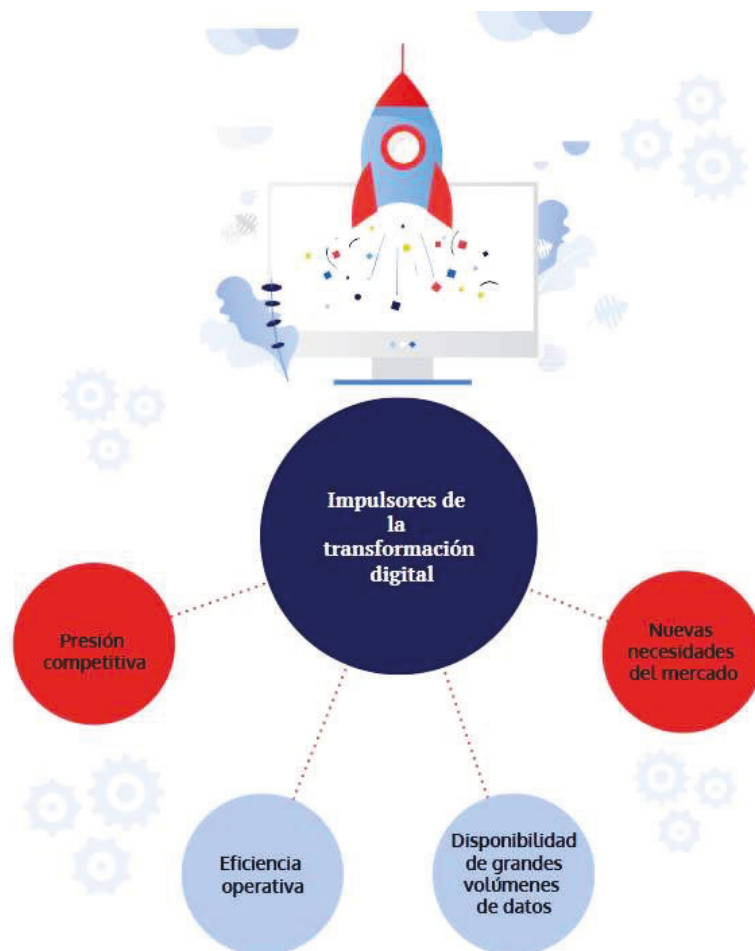 Impulsores de
la
transformación
digital
Presión
competitiva
Nuevas
necesidades
del mercado
Eficiencia
operativa
Disponibilidad
de grandes
volúmenes
de datos